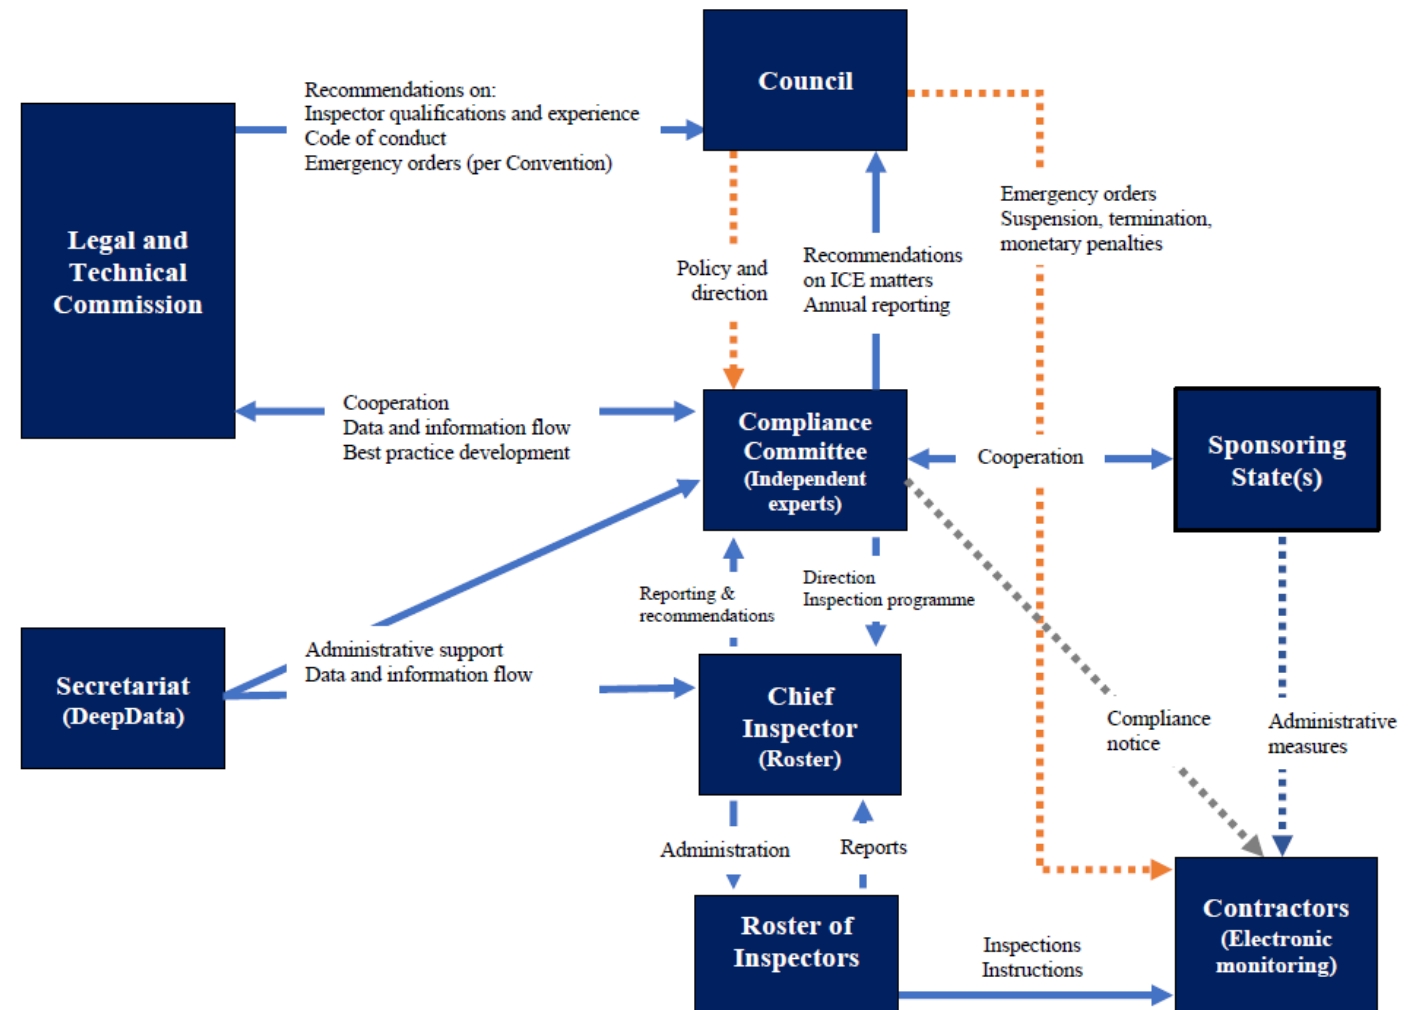 Council
Recommendations on:
Inspector qualifications and experience
Code of conduct
Emergency orders (per Convention)
Legal and
Technical
Commission
Emergency orders
Suspension, termination,
monetary penalties
Policy and
direction
Recommendations
on ICE matters
Annual reporting
Cooperation
Data and information flow
Best practice development
Compliance
Committee
(Independent
experts)
Cooperation
Sponsoring
State(s)
Reporting &
recommendations
Direction
Inspection programme
Administrative support
Data and information flow
Secretariat
(DeepData)
Chief
Inspector
(Roster)
Compliance
notice
Administrative
measures
Administration
Reports
Roster of
Inspectors
Inspections
Instructions
Contractors
(Electronic
monitoring)